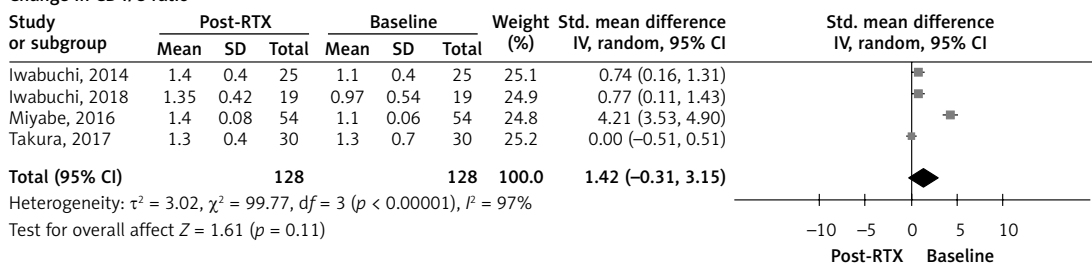 Study Post-RTX Baseline Weight Std. mean difference Std. mean difference
or subgroup Mean SD Total Mean SD Total (%) IV, random, 95% CI IV, random, 95% CI
Iwabuchi, 2014 1.4 0.4 25 1.1 0.4 25 25.1 0.74 (0.16, 1.31)
Iwabuchi, 2018 1.35 0.42 19 0.97 0.54 19 24.9 0.77 (0.11, 1.43)
Miyabe, 2016 1.4 0.08 54 1.1 0.06 54 24.8 4.21 (3.53, 4.90)
Takura, 2017 1.3 0.4 30 1.3 0.7 30 25.2 0.00 (–0.51, 0.51)
Total (95% CI) 128 128 100.0 1.42 (–0.31, 3.15)
Heterogeneity: τ² = 3.02, χ² = 99.77, df = 3 (p < 0.00001), I² = 97%
Test for overall affect Z = 1.61 (p = 0.11)
–10 –5 0 5 10
Post-RTX Baseline